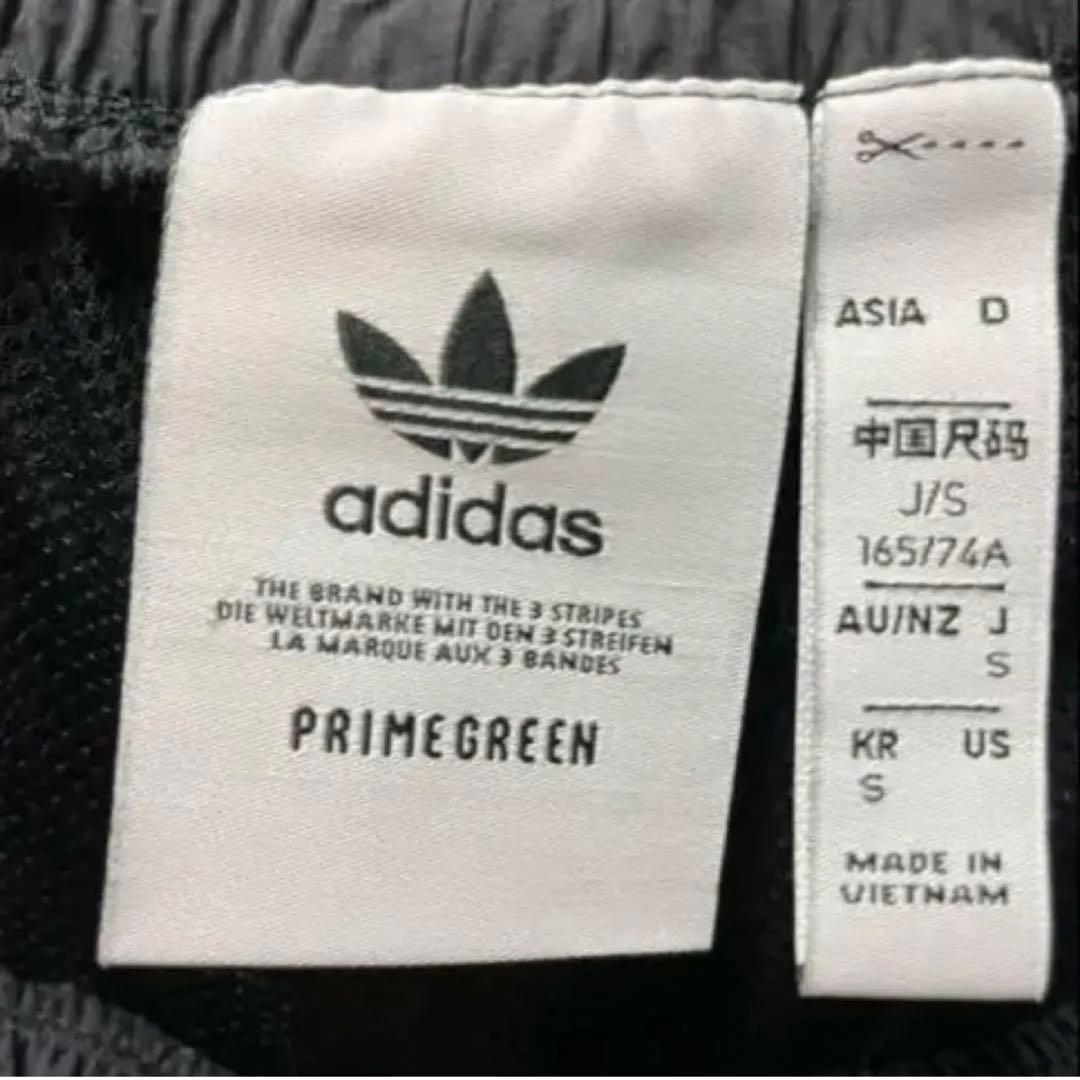 adidas
THE BRAND WITH THE 3 STRIPES
DIE WELTMARKE MIT DEN 3 STREIFEN
LA MARQUE AUX 3 BANDES
PRIMEGREEN
ASIA D
中国尺码
J/S
165/74A
AU/NZ J
S
KR US
S
MADE IN
VIETNAM